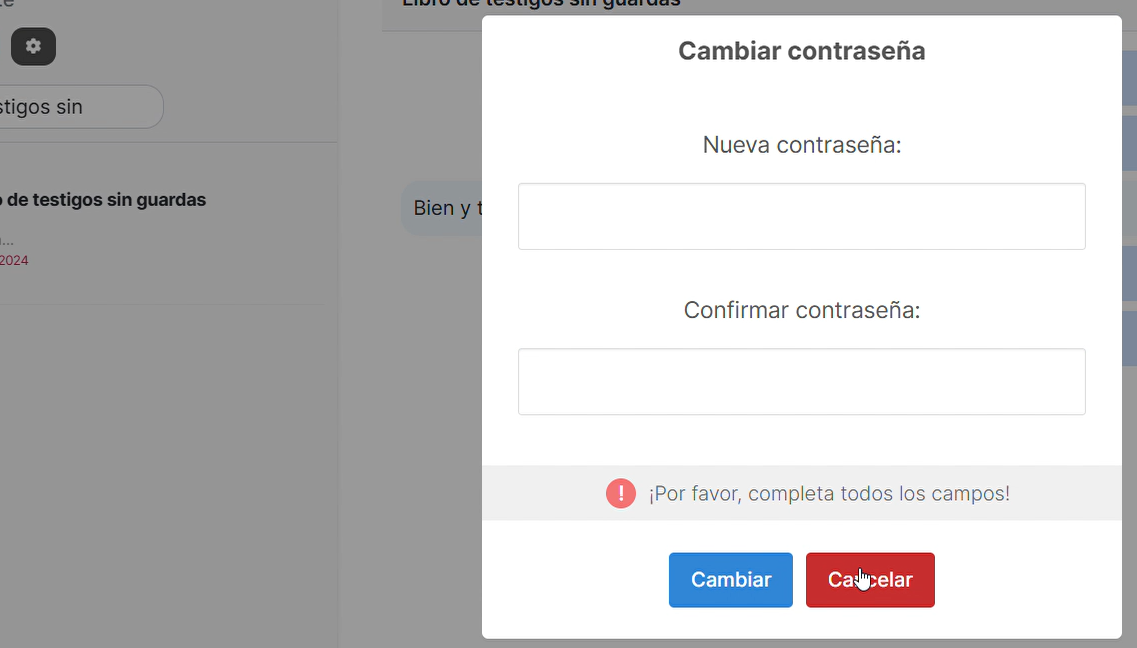 Libro de testigos sin guardas
stigos sin
de testigos sin guardas
2024
Bien y t
Cambiar contraseña
Nueva contraseña:
Confirmar contraseña:
¡Por favor, completa todos los campos!
Cambiar
Cancelar